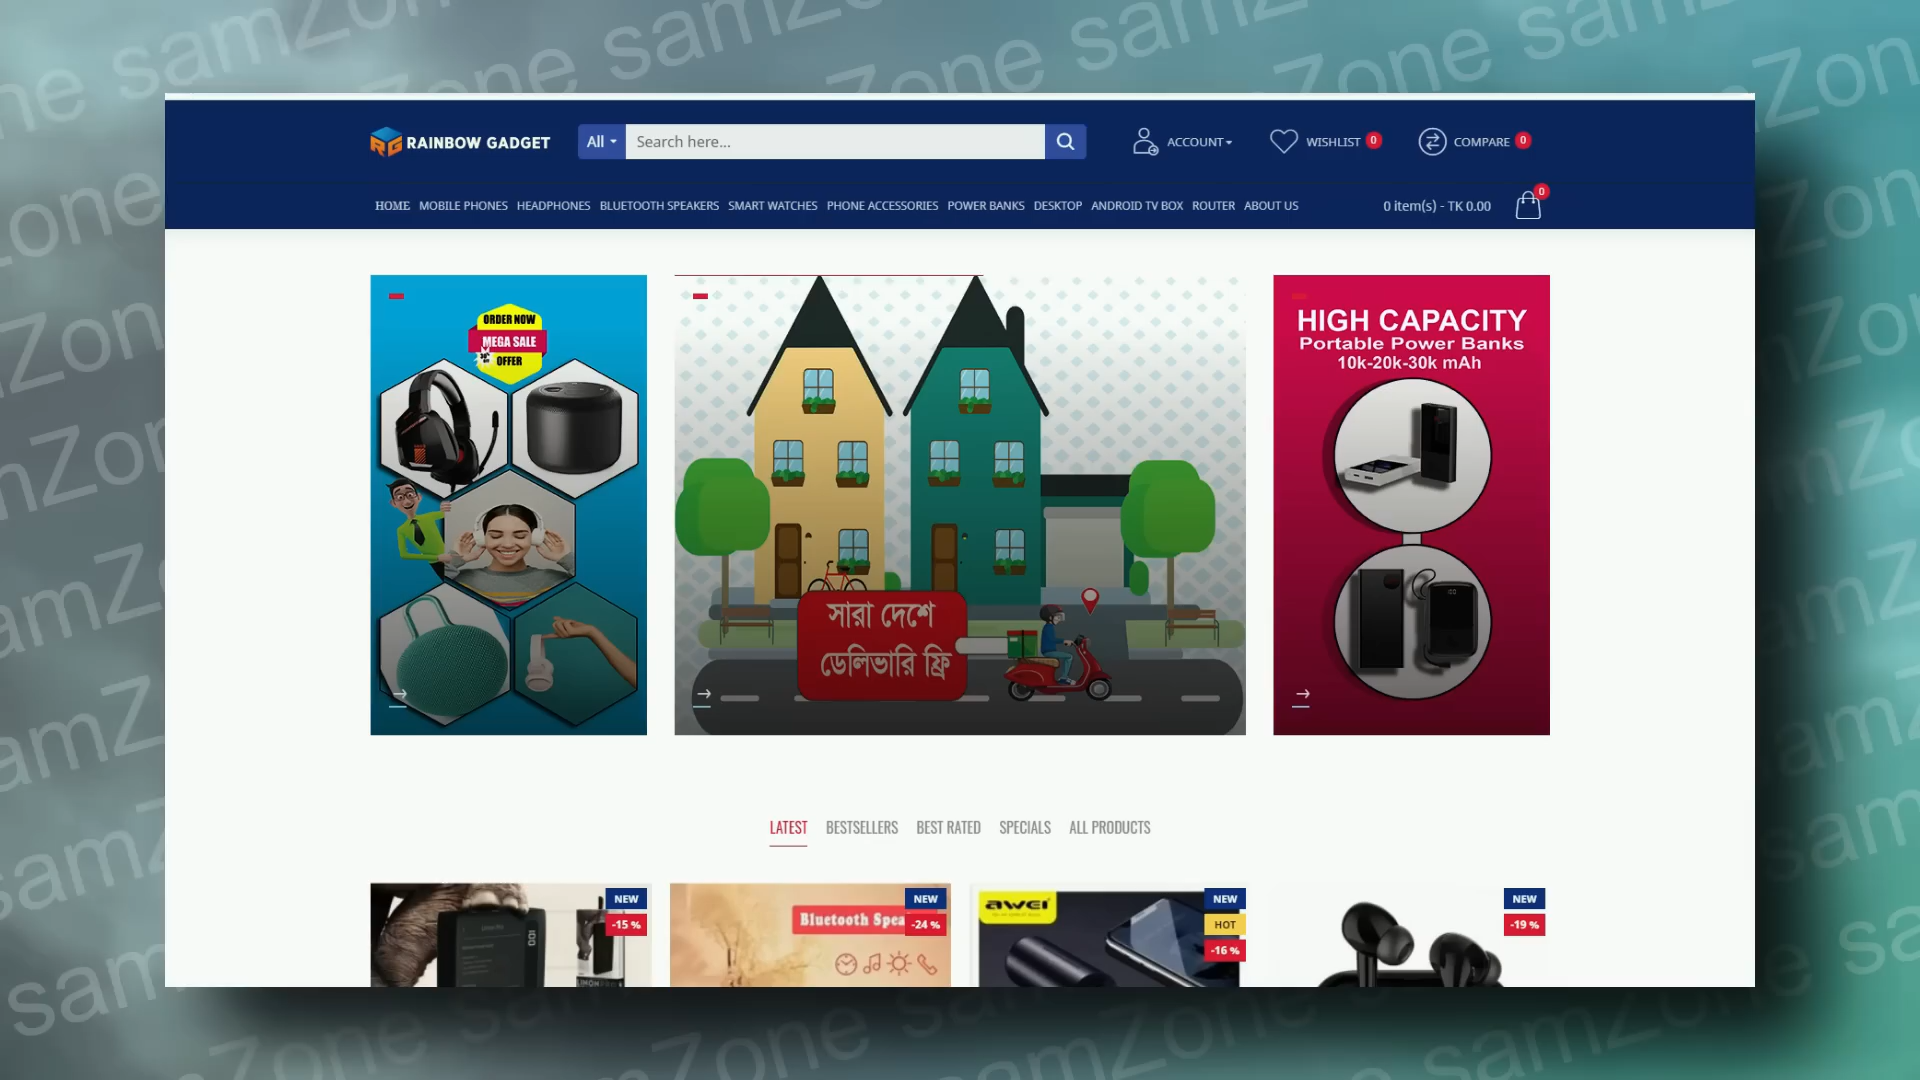 samZone samZone
RAINBOW GADGET
All
Search here...
ACCOUNT
WISHLIST 0
COMPARE 0
HOME MOBILE PHONES HEADPHONES BLUETOOTH SPEAKERS SMART WATCHES PHONE ACCESSORIES POWER BANKS DESKTOP ANDROID TV BOX ROUTER ABOUT US
0 item(s) - TK 0.00
0
ORDER NOW
MEGA SALE
OFFER
সারা দেশে
ডেলিভারি ফ্রি
HIGH CAPACITY
Portable Power Banks
10k-20k-30k mAh
LATEST BESTSELLERS BEST RATED SPECIALS ALL PRODUCTS
NEW
-15 %
Bluetooth
NEW
-24 %
awei
NEW
HOT
-16 %
NEW
-19 %